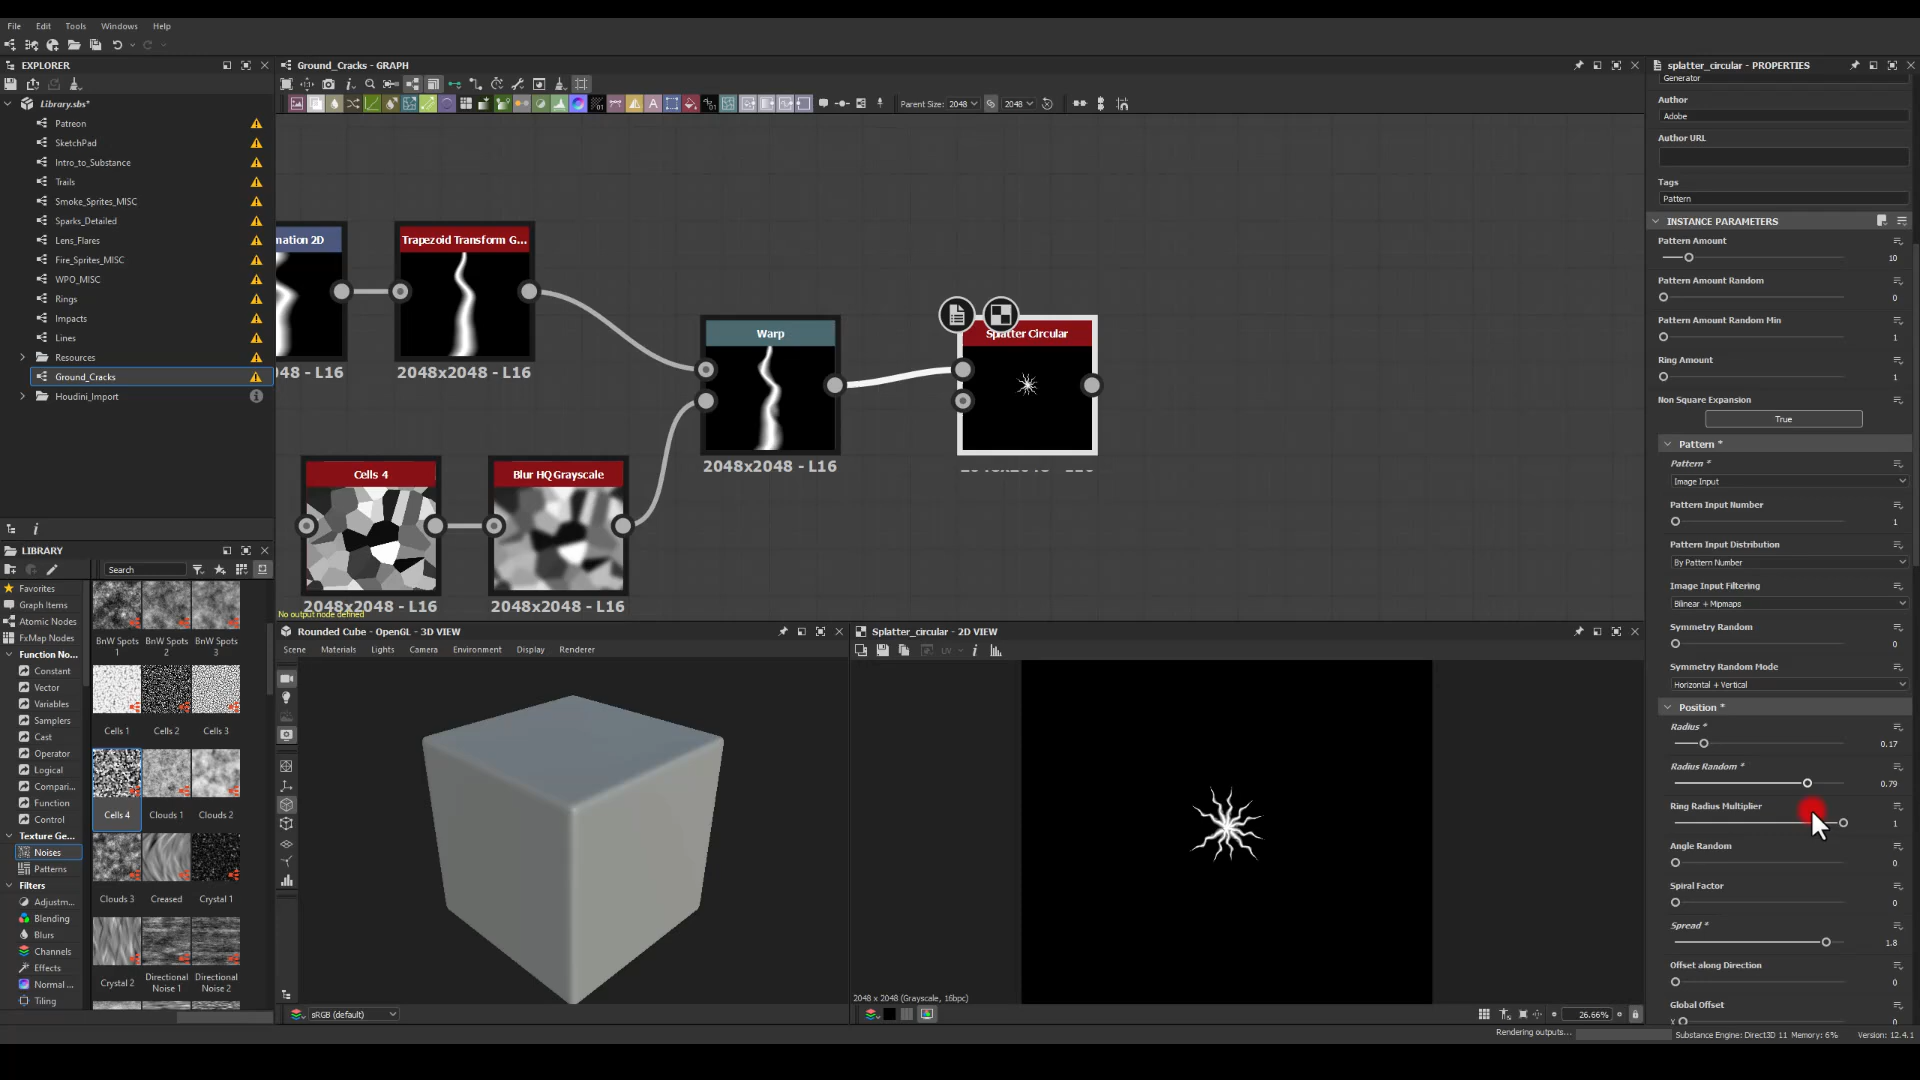 File Edit Tools Windows Help
EXPLORER
Library.sbs*
Patreon
SketchPad
Intro_to_Substance
Trails
Smoke_Sprites_MISC
Sparks_Detailed
Lens_Flares
Fire_Sprites_MISC
WPO_MISC
Rings
Impacts
Lines
Resources
Ground_Cracks
Houdini_Import
LIBRARY
Search
Favorites
Graph Items
Atomic Nodes
FxMap Nodes
Function No...
Constant
Vector
Variables
Samplers
Cast
Operator
Logical
Compari...
Function
Control
Texture Ge...
Noises
Patterns
Filters
Adjustm...
Blending
Blurs
Channels
Effects
Normal ...
Tiling
BnW Spots 1
BnW Spots 2
BnW Spots 3
Cells 1
Cells 2
Cells 3
Cells 4
Clouds 1
Clouds 2
Clouds 3
Creased
Crystal 1
Crystal 2
Directional Noise 1
Directional Noise 2
Ground_Cracks - GRAPH
Parent Size: 2048
2048
mation 2D
Trapezoid Transform G...
48 - L16
2048x2048 - L16
Warp
2048x2048 - L16
Splatter Circular
Cells 4
2048x2048 - L16
Blur HQ Grayscale
2048x2048 - L16
No output node defined
Rounded Cube - OpenGL - 3D VIEW
Scene Materials Lights Camera Environment Display Renderer
sRGB (default)
Splatter_circular - 2D VIEW
UV
2048 x 2048 (Grayscale, 16bpc)
26.66%
Rendering outputs...
Substance Engine: Direct3D 11 Memory: 6%
Version: 12.4.1
splatter_circular - PROPERTIES
Generator
Author
Adobe
Author URL
Tags
Pattern
INSTANCE PARAMETERS
Pattern Amount
10
Pattern Amount Random
0
Pattern Amount Random Min
1
Ring Amount
1
Non Square Expansion
True
Pattern *
Pattern *
Image Input
Pattern Input Number
1
Pattern Input Distribution
By Pattern Number
Image Input Filtering
Bilinear + Mipmaps
Symmetry Random
0
Symmetry Random Mode
Horizontal + Vertical
Position *
Radius *
0.17
Radius Random *
0.79
Ring Radius Multiplier
1
Angle Random
0
Spiral Factor
0
Spread *
1.8
Offset along Direction
0
Global Offset
X
0